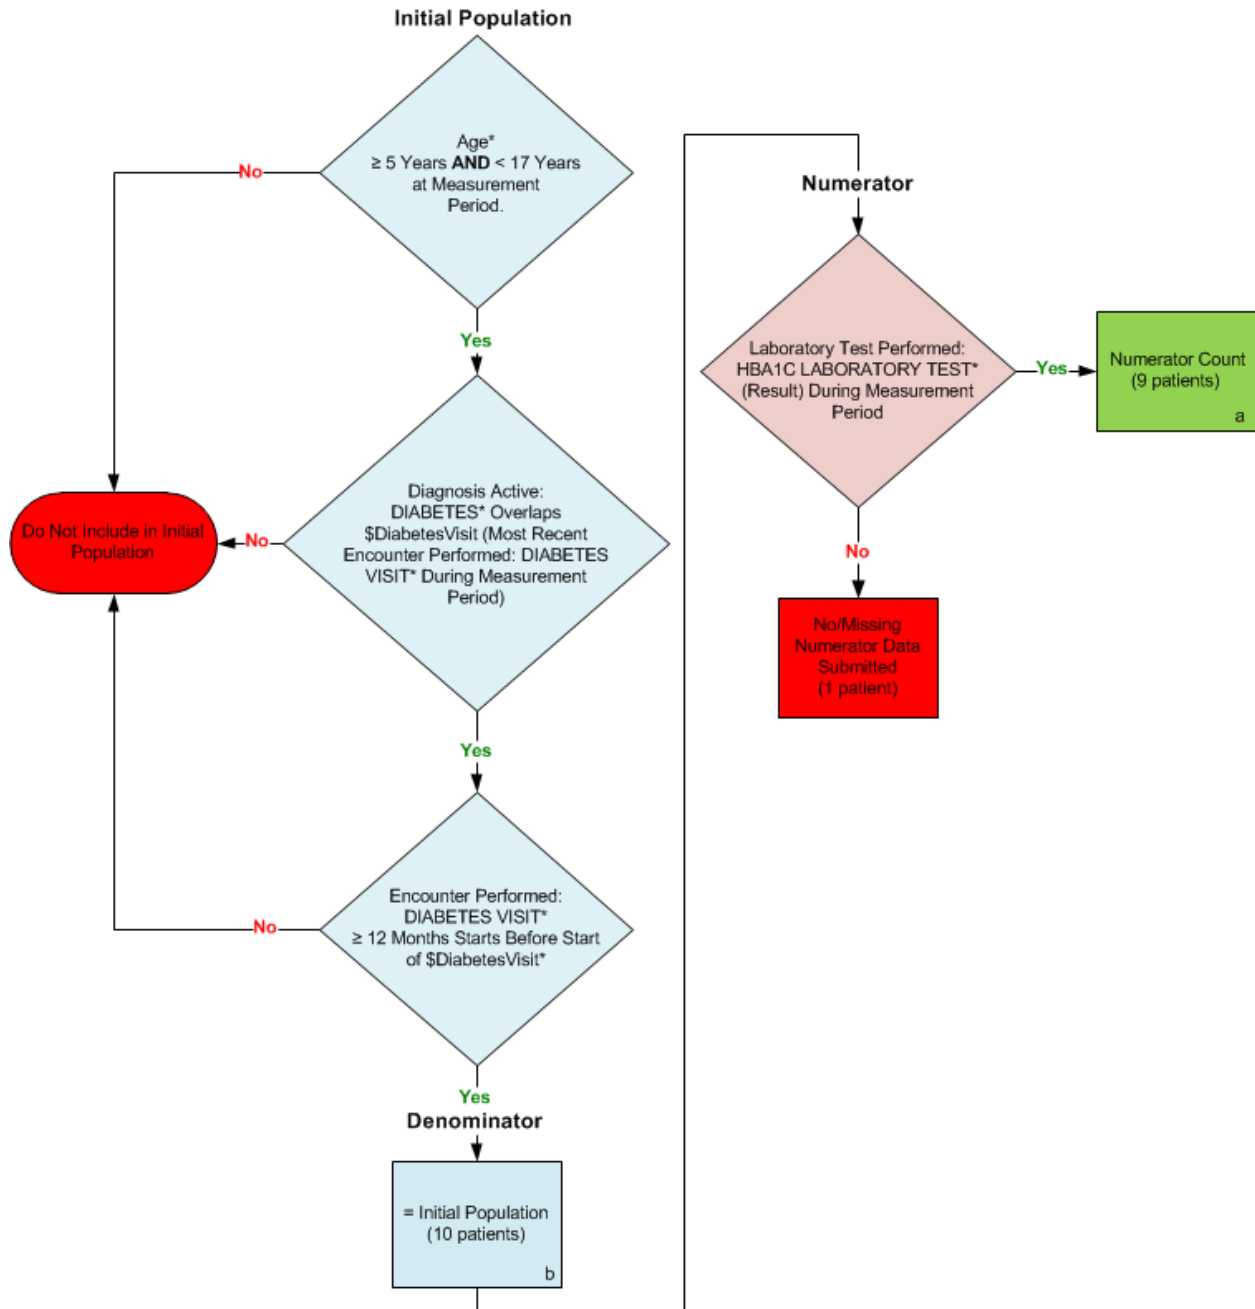 Initial Population
Age*
≥ 5 Years AND < 17 Years
at Measurement
Period.
No
Yes
Diagnosis Active:
DIABETES* Overlaps
$DiabetesVisit (Most Recent
Encounter Performed: DIABETES
VISIT* During Measurement
Period)
No
Do Not Include in Initial
Population
Yes
Encounter Performed:
DIABETES VISIT*
≥ 12 Months Starts Before Start
of $DiabetesVisit*
No
Yes
Denominator
= Initial Population
(10 patients)
b
Numerator
Laboratory Test Performed:
HBA1C LABORATORY TEST*
(Result) During Measurement
Period
Yes
Numerator Count
(9 patients)
a
No
No/Missing
Numerator Data
Submitted
(1 patient)